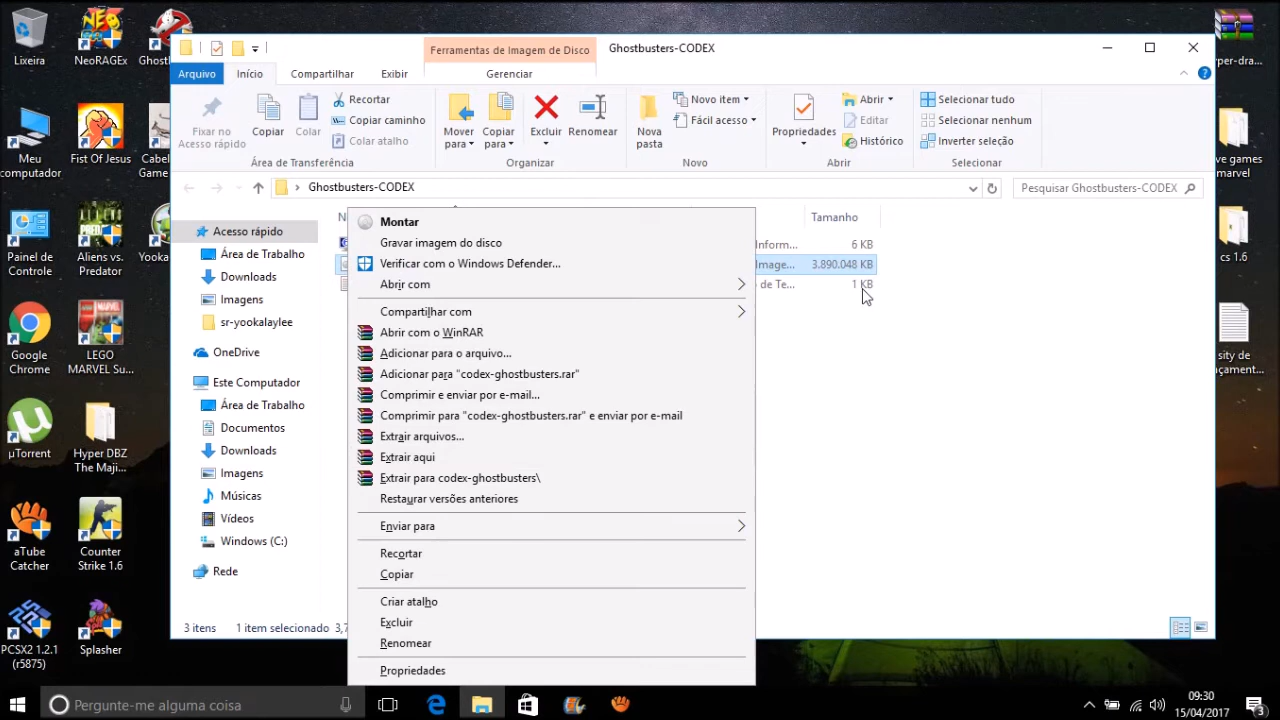 Lixeira
NeoRAGEx
Ghostb
Meu
computador
Fist Of Jesus
Cabel
Game
Painel de
Controle
Aliens vs.
Predator
Yooka
Google
Chrome
LEGO
MARVEL Su...
µTorrent
Hyper DBZ
The Maji...
aTube
Catcher
Counter
Strike 1.6
PCSX2 1.2.1
(r5875)
Splasher
yper-dra...
ve games
marvel
cs 1.6
sity de
çament...
Ferramentas de Imagem de Disco
Ghostbusters-CODEX
Arquivo
Início
Compartilhar
Exibir
Gerenciar
Fixar no
Acesso rápido
Copiar
Colar
Recortar
Copiar caminho
Colar atalho
Área de Transferência
Mover
para
Copiar
para
Excluir
Renomear
Organizar
Nova
pasta
Novo item
Fácil acesso
Novo
Propriedades
Abrir
Editar
Histórico
Abrir
Selecionar tudo
Selecionar nenhum
Inverter seleção
Selecionar
Ghostbusters-CODEX
Pesquisar Ghostbusters-CODEX
Acesso rápido
Área de Trabalho
Downloads
Imagens
sr-yookalaylee
OneDrive
Este Computador
Área de Trabalho
Documentos
Downloads
Imagens
Músicas
Vídeos
Windows (C:)
Rede
Tamanho
Inform... 6 KB
Image... 3.890.048 KB
de Te... 1 KB
Montar
Gravar imagem do disco
Verificar com o Windows Defender...
Abrir com
Compartilhar com
Abrir com o WinRAR
Adicionar para o arquivo...
Adicionar para "codex-ghostbusters.rar"
Comprimir e enviar por e-mail...
Comprimir para "codex-ghostbusters.rar" e enviar por e-mail
Extrair arquivos...
Extrair aqui
Extrair para codex-ghostbusters\
Restaurar versões anteriores
Enviar para
Recortar
Copiar
Criar atalho
Excluir
Renomear
Propriedades
3 itens 1 item selecionado 3,7
Pergunte-me alguma coisa
09:30
15/04/2017
3